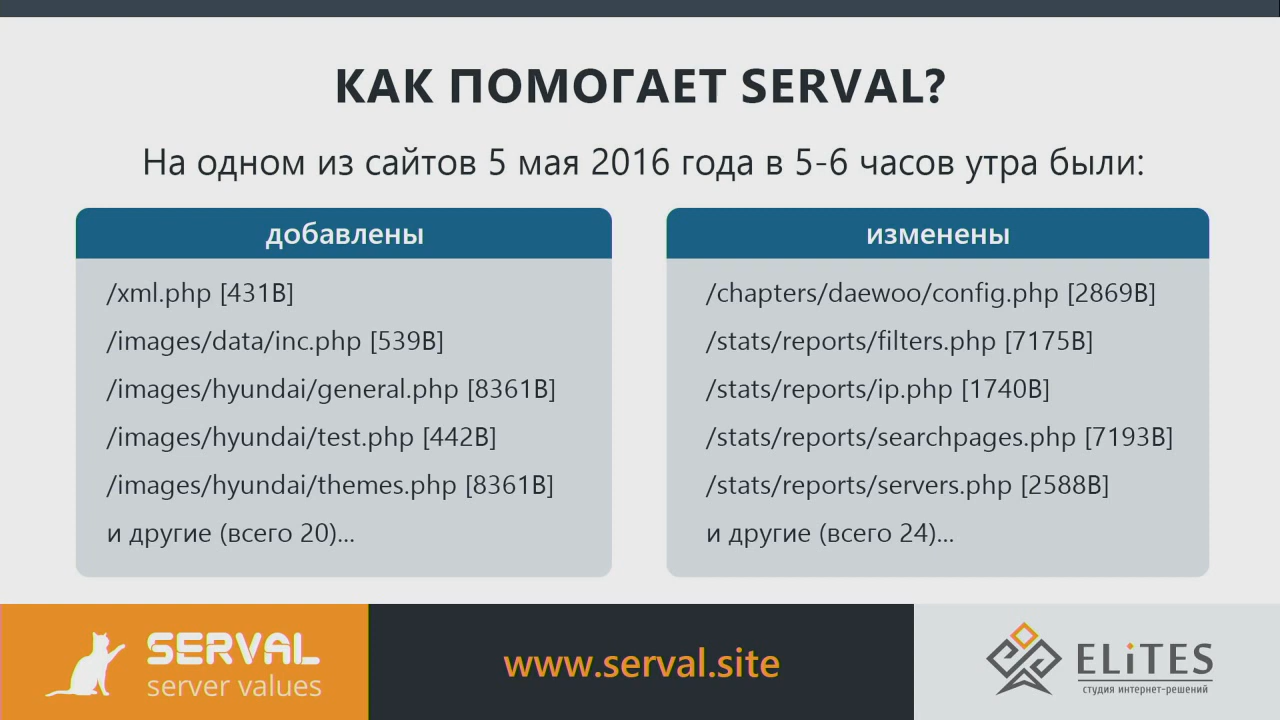 КАК ПОМОГАЕТ SERVAL?
На одном из сайтов 5 мая 2016 года в 5-6 часов утра были:
добавлены
/xml.php [431B]
/images/data/inc.php [539B]
/images/hyundai/general.php [8361B]
/images/hyundai/test.php [442B]
/images/hyundai/themes.php [8361B]
и другие (всего 20)...
изменены
/chapters/daewoo/config.php [2869B]
/stats/reports/filters.php [7175B]
/stats/reports/ip.php [1740B]
/stats/reports/searchpages.php [7193B]
/stats/reports/servers.php [2588B]
и другие (всего 24)...
SERVAL
server values
www.serval.site
ELiTES
студия интернет-решений